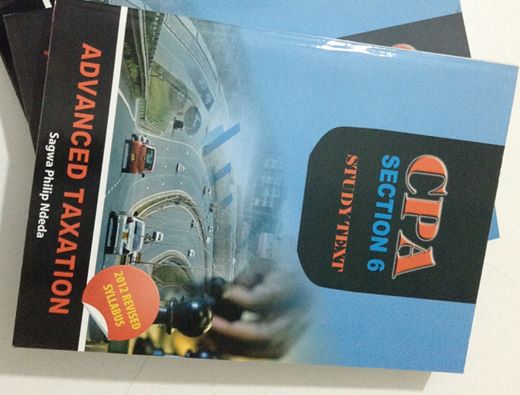 CPA
SECTION 6
STUDY TEXT
2012 REVISED
SYLLABUS
ADVANCED TAXATION
Sagwa Philip Ndeda